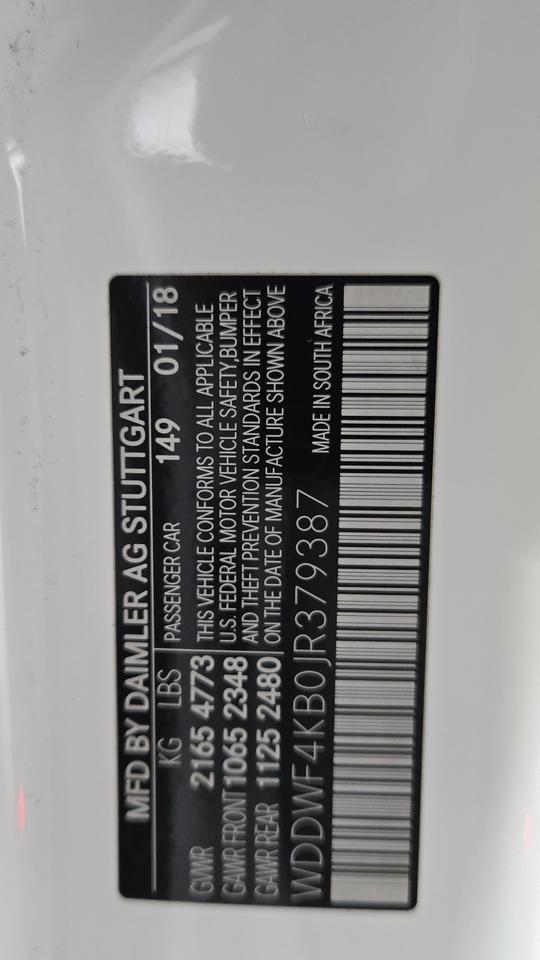 MFD BY DAIMLER AG STUTTGART
KG LBS PASSENGER CAR 149 01/18
GVWR 2165 4773 THIS VEHICLE CONFORMS TO ALL APPLICABLE
GAWR FRONT 1065 2348 U.S. FEDERAL MOTOR VEHICLE SAFETY,BUMPER
GAWR REAR 1125 2480 AND THEFT PREVENTION STANDARDS IN EFFECT
ON THE DATE OF MANUFACTURE SHOWN ABOVE
WDDWF4KB0JR379387 MADE IN SOUTH AFRICA